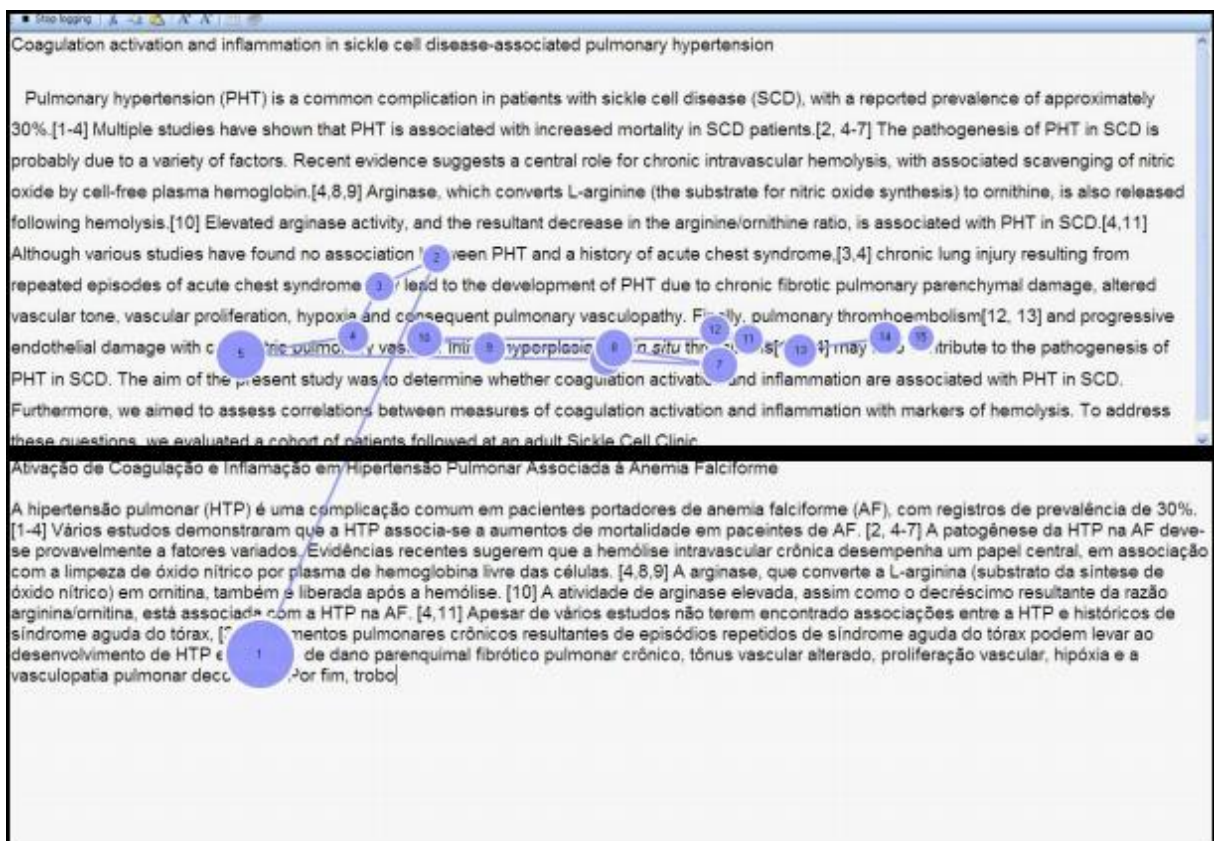 Stop logging
Coagulation activation and inflammation in sickle cell disease-associated pulmonary hypertension
Pulmonary hypertension (PHT) is a common complication in patients with sickle cell disease (SCD), with a reported prevalence of approximately
30%.[1-4] Multiple studies have shown that PHT is associated with increased mortality in SCD patients.[2, 4-7] The pathogenesis of PHT in SCD is
probably due to a variety of factors. Recent evidence suggests a central role for chronic intravascular hemolysis, with associated scavenging of nitric
oxide by cell-free plasma hemoglobin.[4,8,9] Arginase, which converts L-arginine (the substrate for nitric oxide synthesis) to ornithine, is also released
following hemolysis.[10] Elevated arginase activity, and the resultant decrease in the arginine/ornithine ratio, is associated with PHT in SCD.[4,11]
Although various studies have found no association 2 ween PHT and a history of acute chest syndrome,[3,4] chronic lung injury resulting from
repeated episodes of acute chest syndrome 3 lead to the development of PHT due to chronic fibrotic pulmonary parenchymal damage, altered
vascular tone, vascular proliferation, hypoxia and consequent pulmonary vasculopathy. pulmonary thromboembolism[12, 13] and progressive
12
5 4 10 9 8 7 11 13 14 15
endothelial damage with may to the pathogenesis of
PHT in SCD. The aim of the present study was to determine whether coagulation and inflammation are associated with PHT in SCD.
Furthermore, we aimed to assess correlations between measures of coagulation activation and inflammation with markers of hemolysis. To address
these questions, we evaluated a cohort of patients followed at an adult Sickle Cell Clinic
Ativação de Coagulação e Inflamação em Hipertensão Pulmonar Associada à Anemia Falciforme
A hipertensão pulmonar (HTP) é uma complicação comum em pacientes portadores de anemia falciforme (AF), com registros de prevalência de 30%.
[1-4] Vários estudos demonstraram que a HTP associa-se a aumentos de mortalidade em paceintes de AF. [2, 4-7] A patogênese da HTP na AF deve-
se provavelmente a fatores variados. Evidências recentes sugerem que a hemólise intravascular crônica desempenha um papel central, em associação
com a limpeza de óxido nítrico por plasma de hemoglobina livre das células. [4,8,9] A arginase, que converte a L-arginina (substrato da síntese de
óxido nítrico) em ornitina, também é liberada após a hemólise. [10] A atividade de arginase elevada, assim como o decréscimo resultante da razão
arginina/ornitina, está associada com a HTP na AF. [4,11] Apesar de vários estudos não terem encontrado associações entre a HTP e históricos de
síndrome aguda do tórax, mentos pulmonares crônicos resultantes de episódios repetidos de síndrome aguda do tórax podem levar ao
desenvolvimento de HTP 1 de dano parenquimal fibrótico pulmonar crônico, tônus vascular alterado, proliferação vascular, hipóxia e a
vasculopatia pulmonar Por fim, trobo